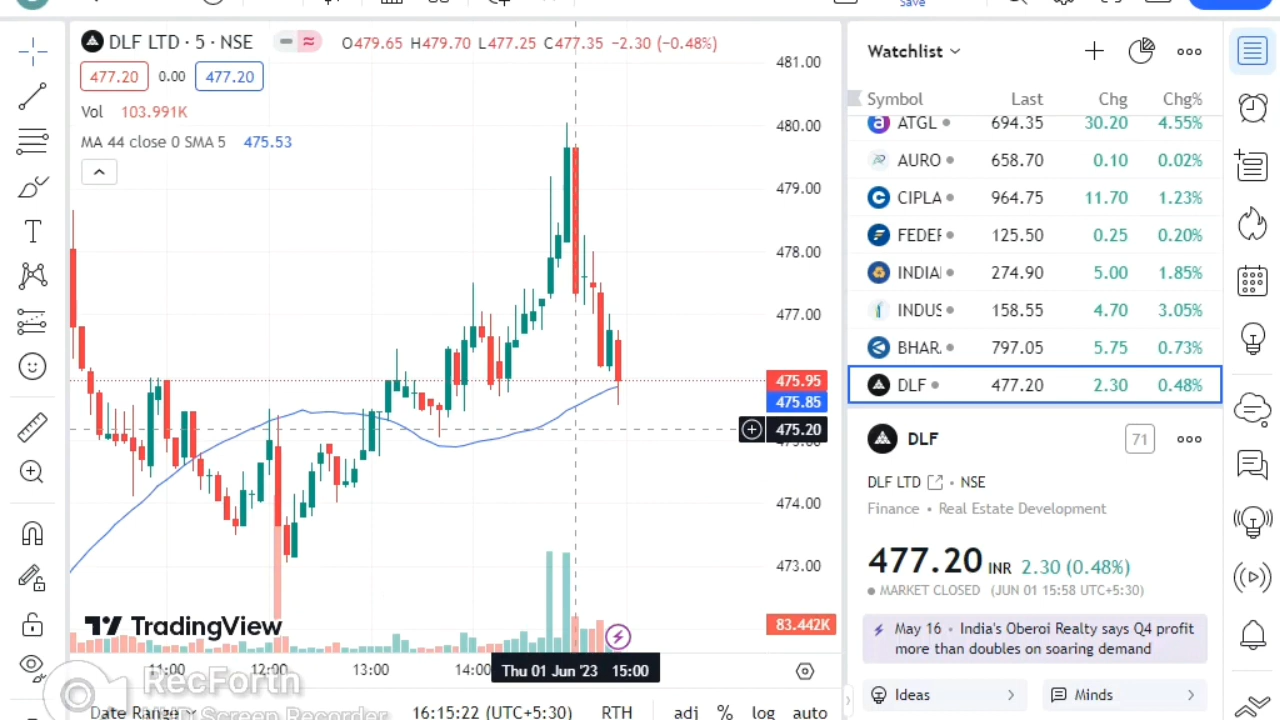 Save
DLF LTD · 5 · NSE
O479.65 H479.70 L477.25 C477.35 −2.30 (−0.48%)
477.20 0.00 477.20
Vol 103.991K
MA 44 close 0 SMA 5 475.53
481.00
480.00
479.00
478.00
477.00
475.95
475.85
475.20
474.00
473.00
83.442K
TradingView
11:00 12:00 13:00 14:00 Thu 01 Jun '23 15:00
RecForth
Date Range 16:15:22 (UTC+5:30) RTH adj % log auto
Watchlist
Symbol Last Chg Chg%
ATGL 694.35 30.20 4.55%
AURO 658.70 0.10 0.02%
CIPLA 964.75 11.70 1.23%
FEDER 125.50 0.25 0.20%
INDIA 274.90 5.00 1.85%
INDUS 158.55 4.70 3.05%
BHAR. 797.05 5.75 0.73%
DLF 477.20 2.30 0.48%
DLF 71
DLF LTD · NSE
Finance • Real Estate Development
477.20 INR 2.30 (0.48%)
MARKET CLOSED (JUN 01 15:58 UTC+5:30)
May 16 · India's Oberoi Realty says Q4 profit
more than doubles on soaring demand
Ideas Minds